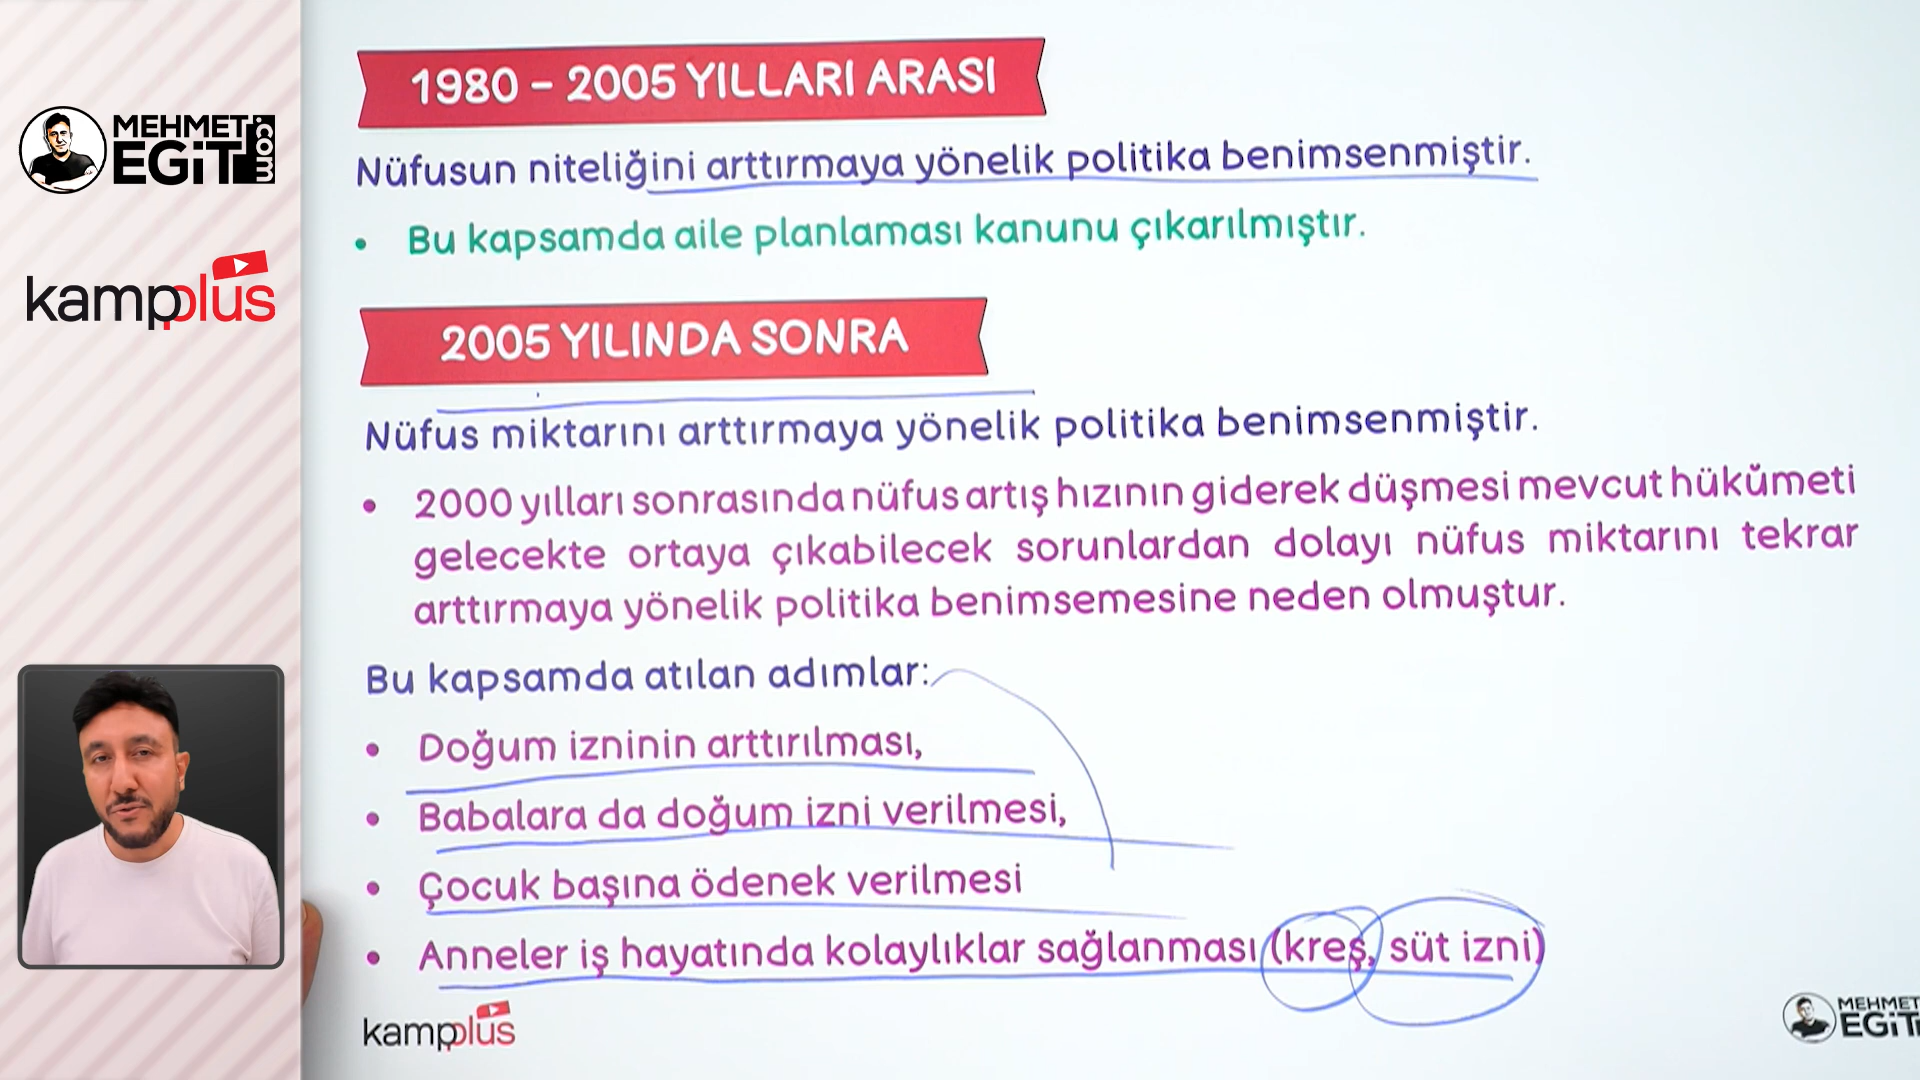 MEHMET
EGiT
.com
kampplus
1980 – 2005 YILLARI ARASI
Nüfusun niteliğini arttırmaya yönelik politika benimsenmiştir.
• Bu kapsamda aile planlaması kanunu çıkarılmıştır.
2005 YILINDA SONRA
Nüfus miktarını arttırmaya yönelik politika benimsenmiştir.
• 2000 yılları sonrasında nüfus artış hızının giderek düşmesi mevcut hükümeti
gelecekte ortaya çıkabilecek sorunlardan dolayı nüfus miktarını tekrar
arttırmaya yönelik politika benimsemesine neden olmuştur.
Bu kapsamda atılan adımlar:
• Doğum izninin arttırılması,
• Babalara da doğum izni verilmesi,
• Çocuk başına ödenek verilmesi
• Anneler iş hayatında kolaylıklar sağlanması (kreş, süt izni)
kampplus
MEHMET
EGiT